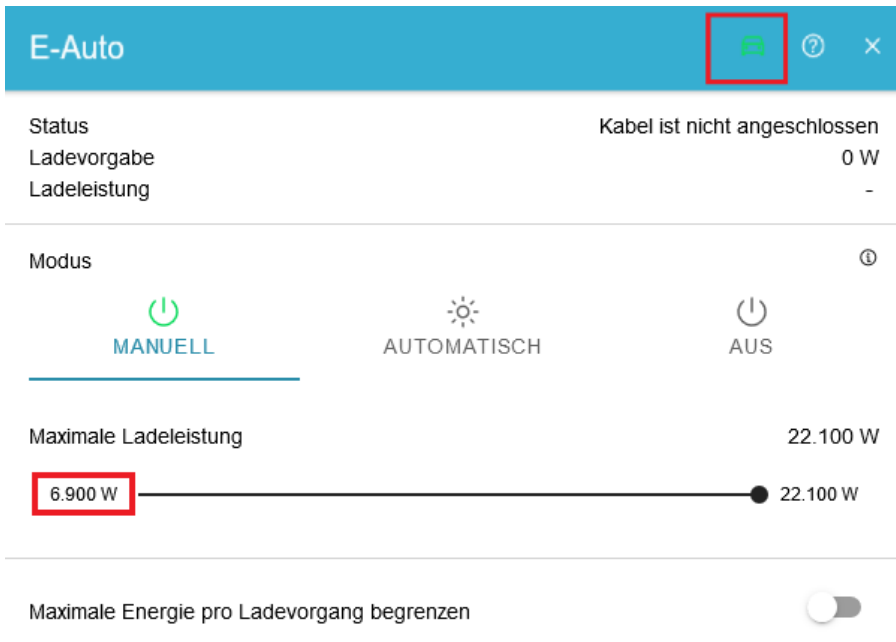 E-Auto
Status Kabel ist nicht angeschlossen
Ladevorgabe 0 W
Ladeleistung -
Modus
MANUELL AUTOMATISCH AUS
Maximale Ladeleistung 22.100 W
6.900 W 22.100 W
Maximale Energie pro Ladevorgang begrenzen